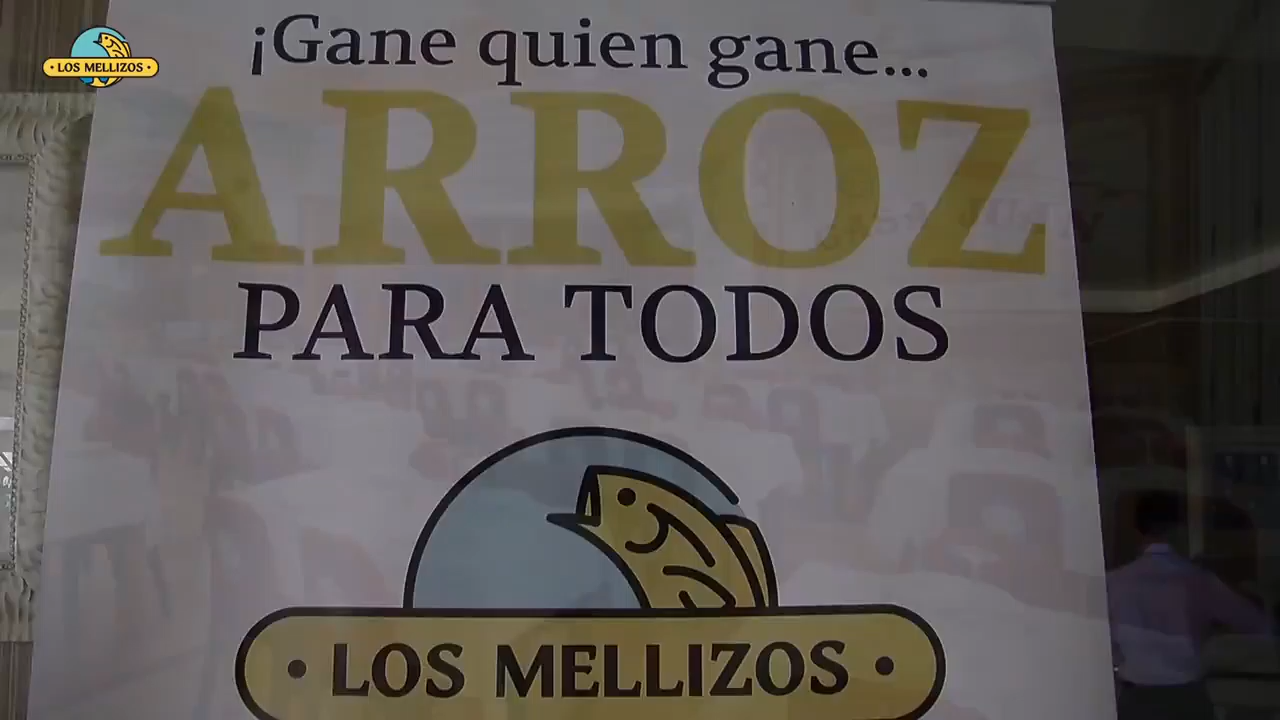 · LOS MELLIZOS ·
¡Gane quien gane...
ARROZ
PARA TODOS
· LOS MELLIZOS ·